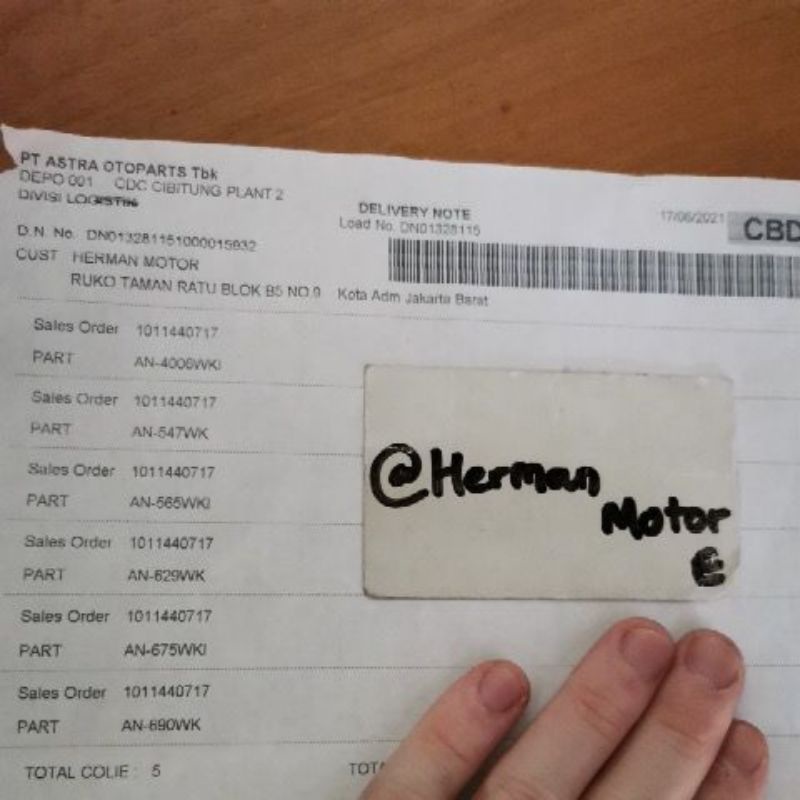 PT ASTRA OTOPARTS Tbk
DEPO 001 CDC CIBITUNG PLANT 2
DIVISI LOGISTIK
DELIVERY NOTE
Load No. DN01328115
17/06/2021 CBD
D.N. No. DN013281151000015932
CUST HERMAN MOTOR
RUKO TAMAN RATU BLOK B5 NO.9 Kota Adm Jakarta Barat
Sales Order 1011440717
PART AN-4006WKI
Sales Order 1011440717
PART AN-547WK
Sales Order 1011440717
PART AN-565WKI
Sales Order 1011440717
PART AN-629WK
Sales Order 1011440717
PART AN-675WKI
Sales Order 1011440717
PART AN-690WK
TOTAL COLIE : 5
@Herman
Motor